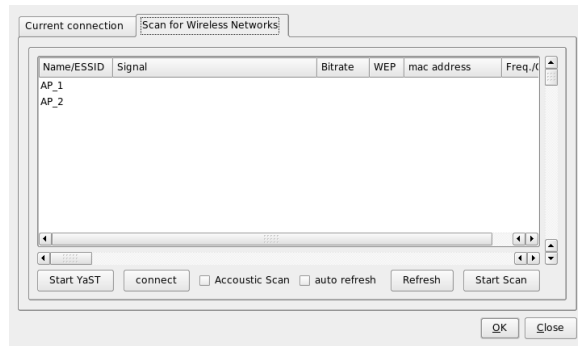 Current connection Scan for Wireless Networks
Name/ESSID Signal Bitrate WEP mac address Freq./
AP_1
AP_2
Start YaST connect Accoustic Scan auto refresh Refresh Start Scan
OK Close